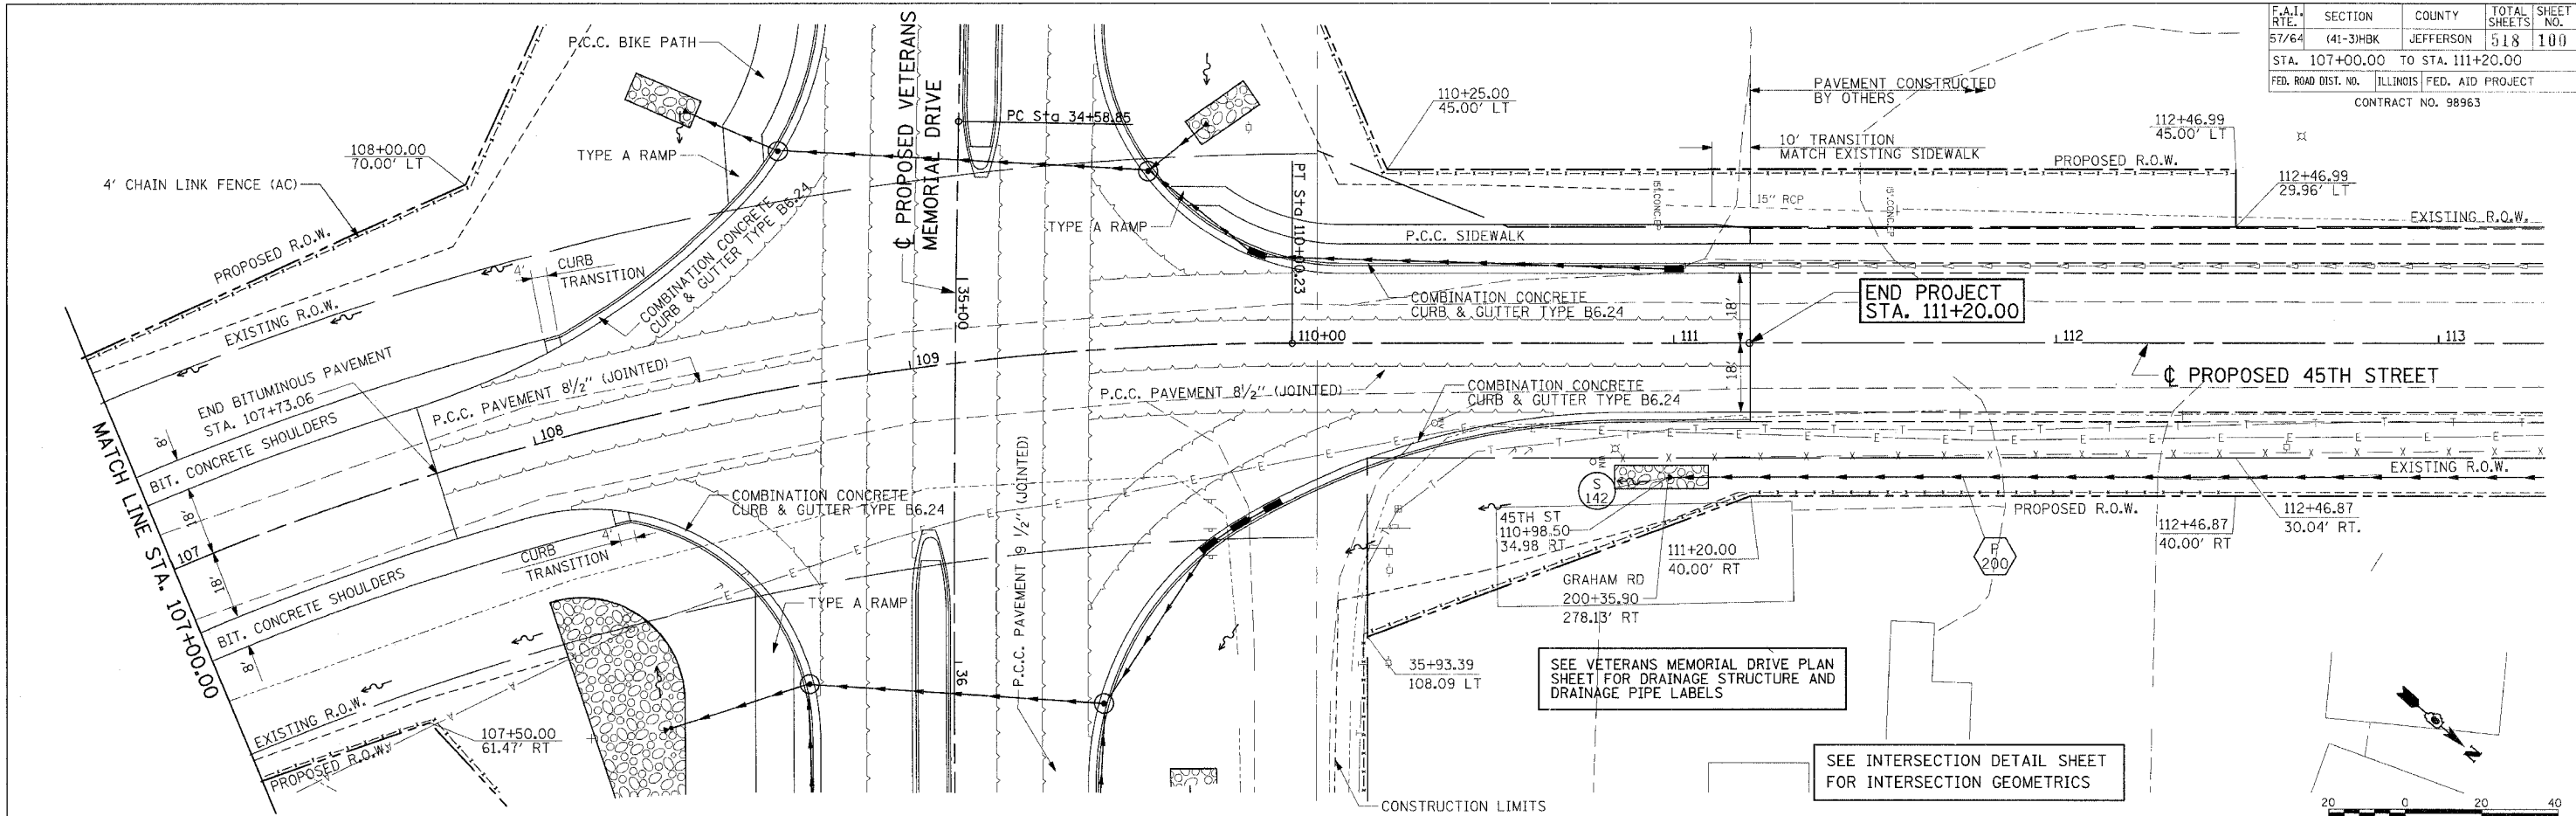 F.A.I. RTE. SECTION COUNTY TOTAL SHEETS SHEET NO.
57/64 (41-3)HBK JEFFERSON 518 100
STA. 107+00.00 TO STA. 111+20.00
FED. ROAD DIST. NO. ILLINOIS FED. AID PROJECT
CONTRACT NO. 98963
P.C.C. BIKE PATH
℄ PROPOSED VETERANS
MEMORIAL DRIVE
PC Sta 34+58.85
110+25.00
45.00' LT
PAVEMENT CONSTRUCTED
BY OTHERS
10' TRANSITION
MATCH EXISTING SIDEWALK
112+46.99
45.00' LT
PROPOSED R.O.W.
112+46.99
29.96' LT
EXISTING R.O.W.
108+00.00
70.00' LT
TYPE A RAMP
4' CHAIN LINK FENCE (AC)
PROPOSED R.O.W.
EXISTING R.O.W.
4'
CURB
TRANSITION
COMBINATION CONCRETE
CURB & GUTTER TYPE B6.24
TYPE A RAMP
PT Sta 110+00.23
15" RCP
P.C.C. SIDEWALK
COMBINATION CONCRETE
CURB & GUTTER TYPE B6.24
18'
18'
END PROJECT
STA. 111+20.00
35+00
109
110+00
111
112
113
℄ PROPOSED 45TH STREET
END BITUMINOUS PAVEMENT
STA. 107+73.06
P.C.C. PAVEMENT 8½" (JOINTED)
108
P.C.C. PAVEMENT 8½" (JOINTED)
COMBINATION CONCRETE
CURB & GUTTER TYPE B6.24
8'
BIT. CONCRETE SHOULDERS
MATCH LINE STA. 107+00.00
18'
107
18'
BIT. CONCRETE SHOULDERS
8'
CURB
TRANSITION
4'
COMBINATION CONCRETE
CURB & GUTTER TYPE B6.24
P.C.C. PAVEMENT 9 ½" (JOINTED)
TYPE A RAMP
36
S
142
45TH ST
110+98.50
34.98 RT
GRAHAM RD
200+35.90
278.13' RT
111+20.00
40.00' RT
P
200
PROPOSED R.O.W.
EXISTING R.O.W.
112+46.87
40.00' RT
112+46.87
30.04' RT.
35+93.39
108.09 LT
SEE VETERANS MEMORIAL DRIVE PLAN
SHEET FOR DRAINAGE STRUCTURE AND
DRAINAGE PIPE LABELS
EXISTING R.O.W.
PROPOSED R.O.W.
107+50.00
61.47' RT
SEE INTERSECTION DETAIL SHEET
FOR INTERSECTION GEOMETRICS
CONSTRUCTION LIMITS
N
20 0 20 40